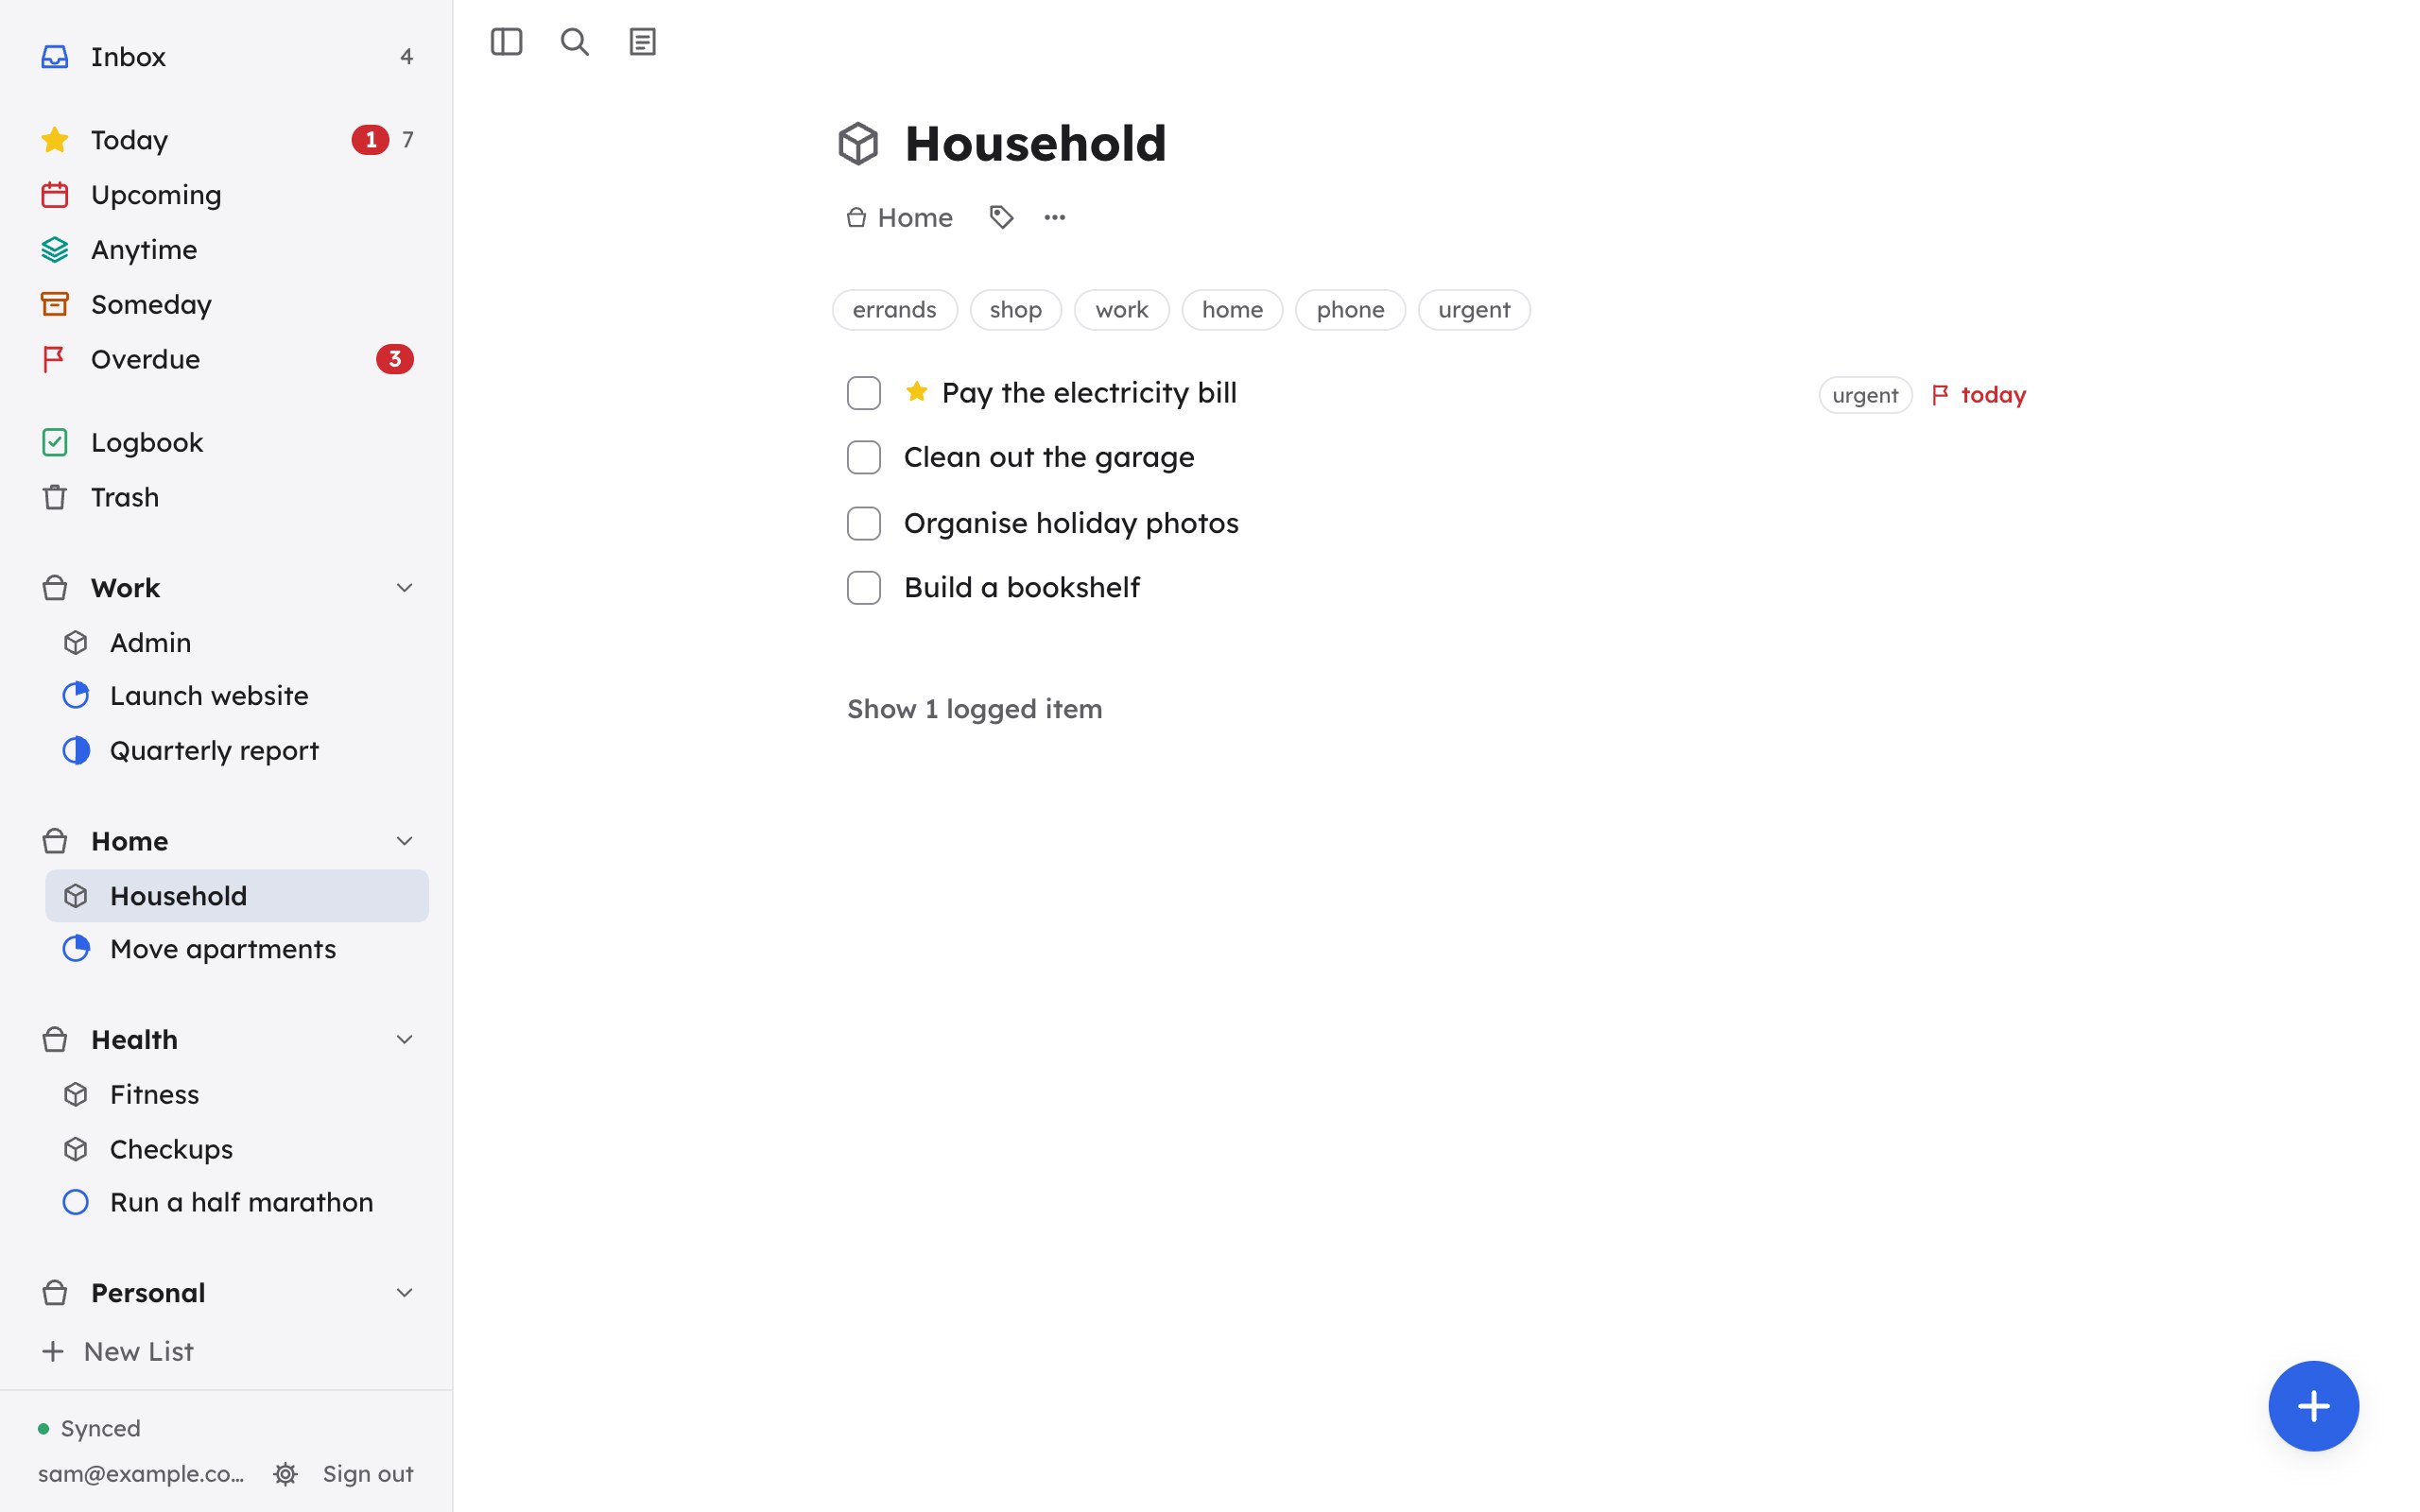 Inbox 4
Today 1 7
Upcoming
Anytime
Someday
Overdue 3
Logbook
Trash
Work
Admin
Launch website
Quarterly report
Home
Household
Move apartments
Health
Fitness
Checkups
Run a half marathon
Personal
New List
Synced
sam@example.co… Sign out
Household
Home
errands shop work home phone urgent
Pay the electricity bill urgent today
Clean out the garage
Organise holiday photos
Build a bookshelf
Show 1 logged item